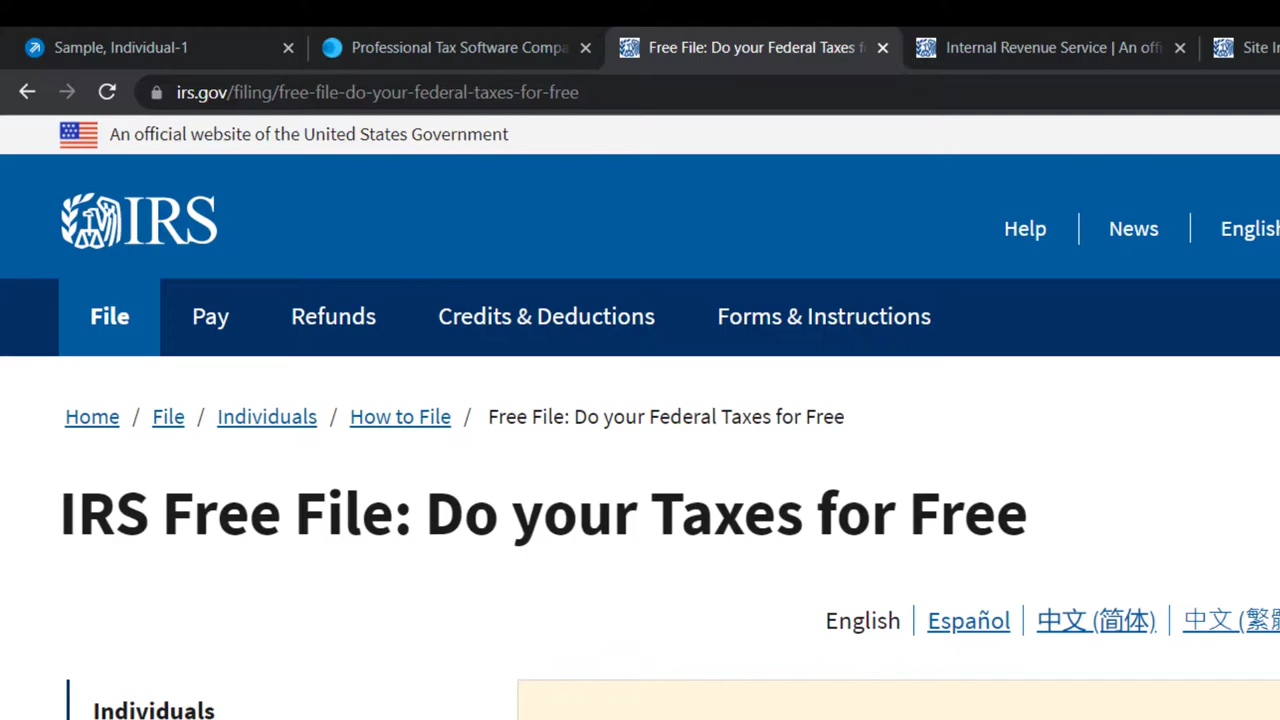 Sample, Individual-1
Professional Tax Software Compa
Free File: Do your Federal Taxes f
Internal Revenue Service | An offi
Site In
irs.gov/filing/free-file-do-your-federal-taxes-for-free
An official website of the United States Government
IRS
Help
News
English
File
Pay
Refunds
Credits & Deductions
Forms & Instructions
Home / File / Individuals / How to File / Free File: Do your Federal Taxes for Free
IRS Free File: Do your Taxes for Free
English | Español | 中文 (简体) | 中文 (繁體
Individuals